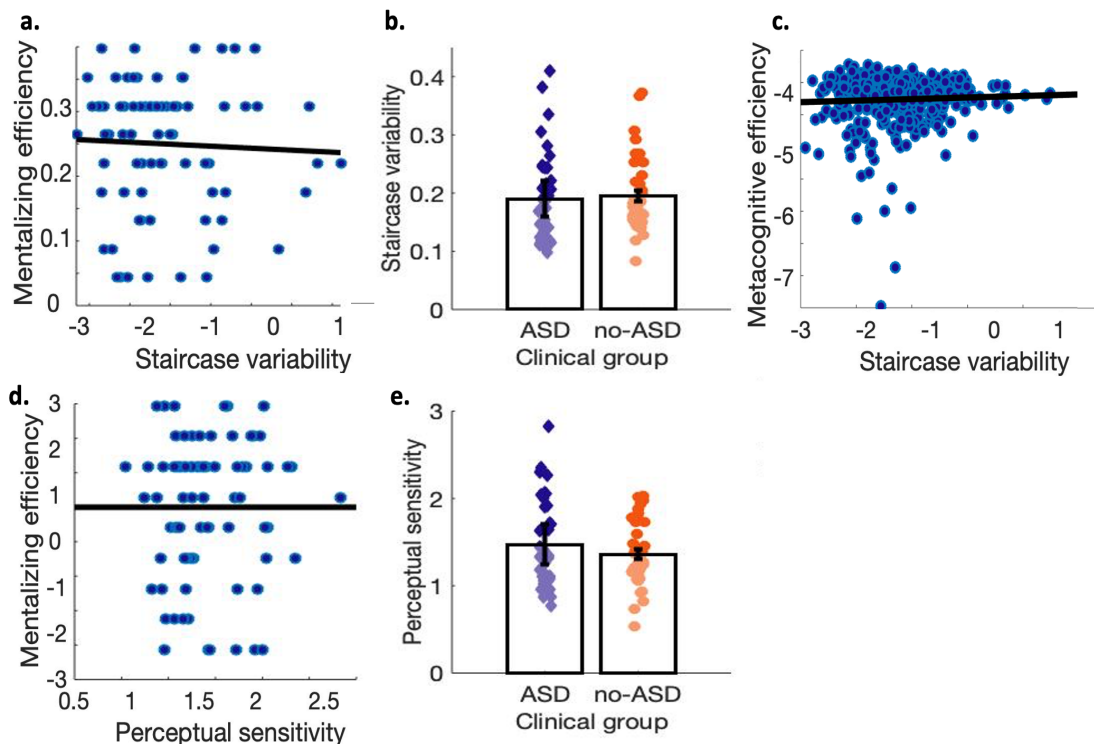 a.
Mentalizing efficiency
0.3
0.2
0.1
0
-3 -2 -1 0 1
Staircase variability
b.
Staircase variability
0.4
0.3
0.2
0.1
0
ASD no-ASD
Clinical group
c.
Metacognitive efficiency
-4
-5
-6
-7
-3 -2 -1 0 1
Staircase variability
d.
Mentalizing efficiency
3
2
1
0
-1
-2
-3
0.5 1 1.5 2 2.5
Perceptual sensitivity
e.
Perceptual sensitivity
3
2
1
0
ASD no-ASD
Clinical group